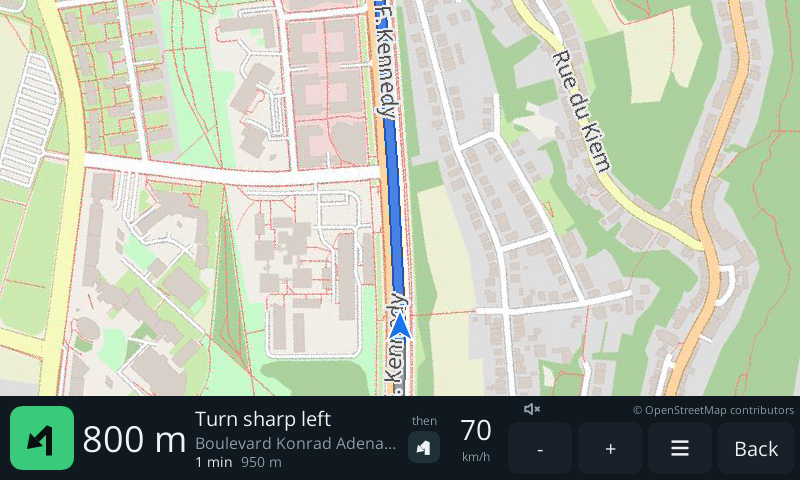 F. Kennedy
Rue du Kiem
. Kennedy
800 m
Turn sharp left
Boulevard Konrad Adena...
1 min 950 m
then
70
km/h
© OpenStreetMap contributors
-
+
☰
Back